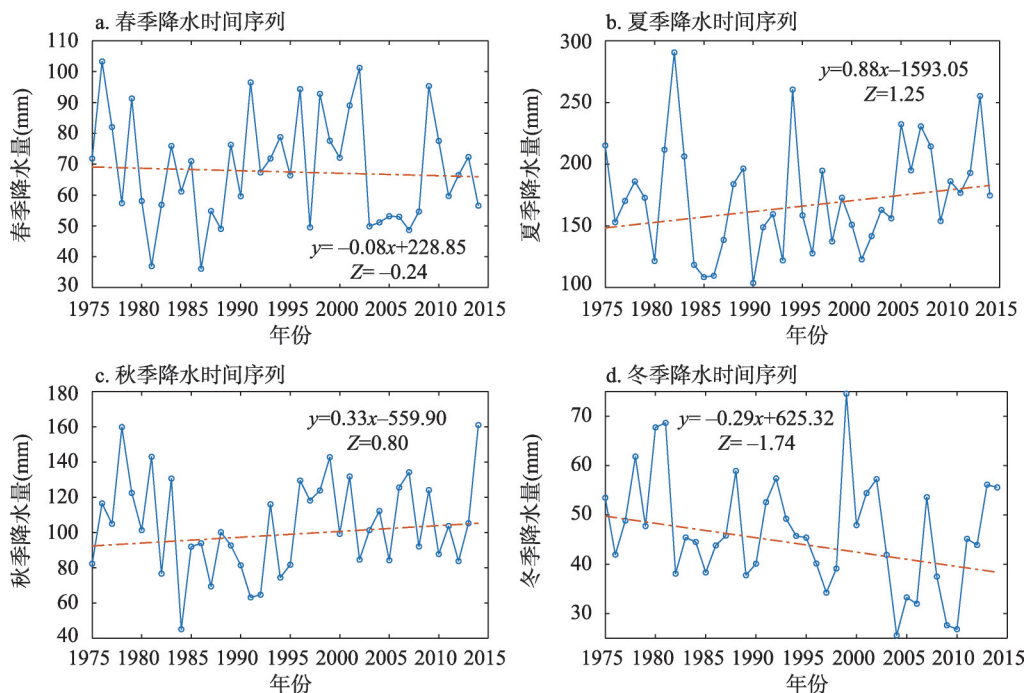 a. 春季降水时间序列
110
100
90
80
70
60
50
40
30
春季降水量(mm)
y= –0.08x+228.85
Z= –0.24
1975 1980 1985 1990 1995 2000 2005 2010 2015
年份
b. 夏季降水时间序列
300
250
200
150
100
夏季降水量(mm)
y=0.88x–1593.05
Z=1.25
1975 1980 1985 1990 1995 2000 2005 2010 2015
年份
c. 秋季降水时间序列
180
160
140
120
100
80
60
40
秋季降水量(mm)
y=0.33x–559.90
Z=0.80
1975 1980 1985 1990 1995 2000 2005 2010 2015
年份
d. 冬季降水时间序列
70
60
50
40
30
冬季降水量(mm)
y= –0.29x+625.32
Z= –1.74
1975 1980 1985 1990 1995 2000 2005 2010 2015
年份